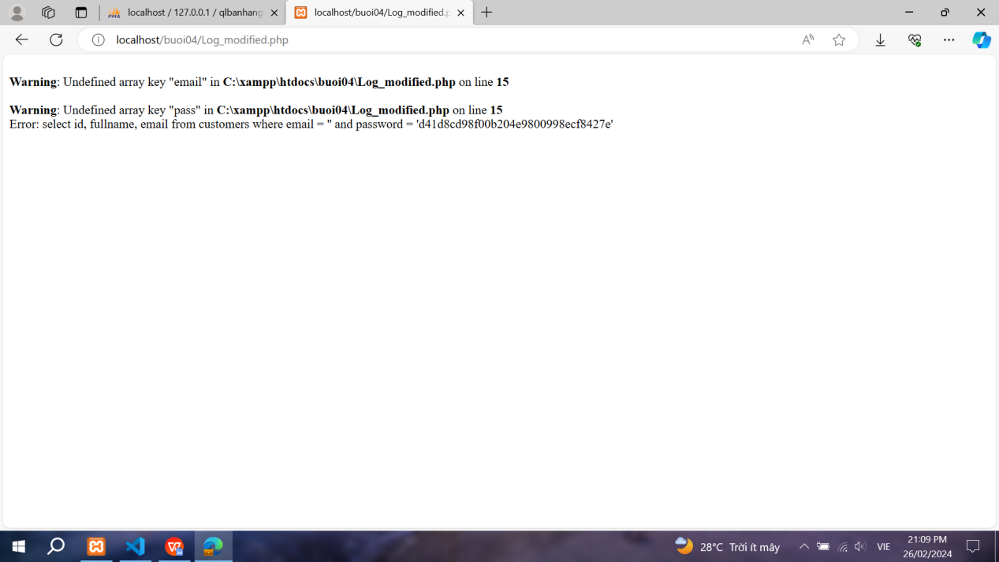 PMA
localhost / 127.0.0.1 / qlbanhang
localhost/buoi04/Log_modified.p
localhost/buoi04/Log_modified.php
Warning: Undefined array key "email" in C:\xampp\htdocs\buoi04\Log_modified.php on line 15
Warning: Undefined array key "pass" in C:\xampp\htdocs\buoi04\Log_modified.php on line 15
Error: select id, fullname, email from customers where email = '' and password = 'd41d8cd98f00b204e9800998ecf8427e'
28°C Trời ít mây
VIE
21:09 PM
26/02/2024